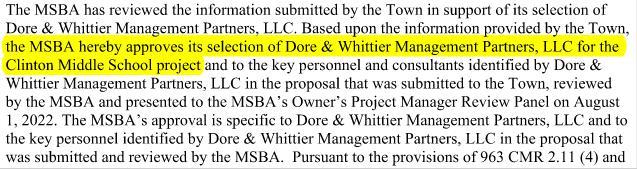 The MSBA has reviewed the information submitted by the Town in support of its selection of
Dore & Whittier Management Partners, LLC. Based upon the information provided by the Town,
the MSBA hereby approves its selection of Dore & Whittier Management Partners, LLC for the
Clinton Middle School project and to the key personnel and consultants identified by Dore &
Whittier Management Partners, LLC in the proposal that was submitted to the Town, reviewed
by the MSBA and presented to the MSBA's Owner's Project Manager Review Panel on August
1, 2022. The MSBA's approval is specific to Dore & Whittier Management Partners, LLC and to
the key personnel identified by Dore & Whittier Management Partners, LLC in the proposal that
was submitted and reviewed by the MSBA.  Pursuant to the provisions of 963 CMR 2.11 (4) and